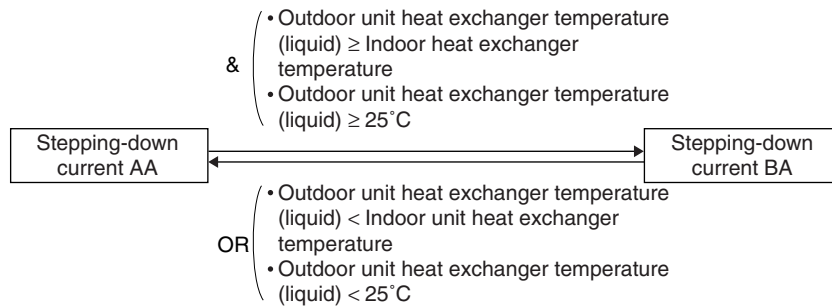 • Outdoor unit heat exchanger temperature
(liquid) ≥ Indoor heat exchanger
temperature
&
• Outdoor unit heat exchanger temperature
(liquid) ≥ 25˚C
Stepping-down
current AA
Stepping-down
current BA
• Outdoor unit heat exchanger temperature
(liquid) < Indoor unit heat exchanger
temperature
OR
• Outdoor unit heat exchanger temperature
(liquid) < 25˚C